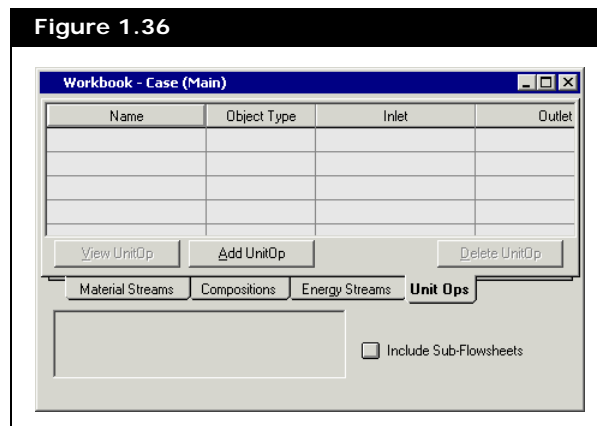 Figure 1.36
Workbook - Case (Main)
Name Object Type Inlet Outlet
View UnitOp Add UnitOp Delete UnitOp
Material Streams Compositions Energy Streams Unit Ops
Include Sub-Flowsheets